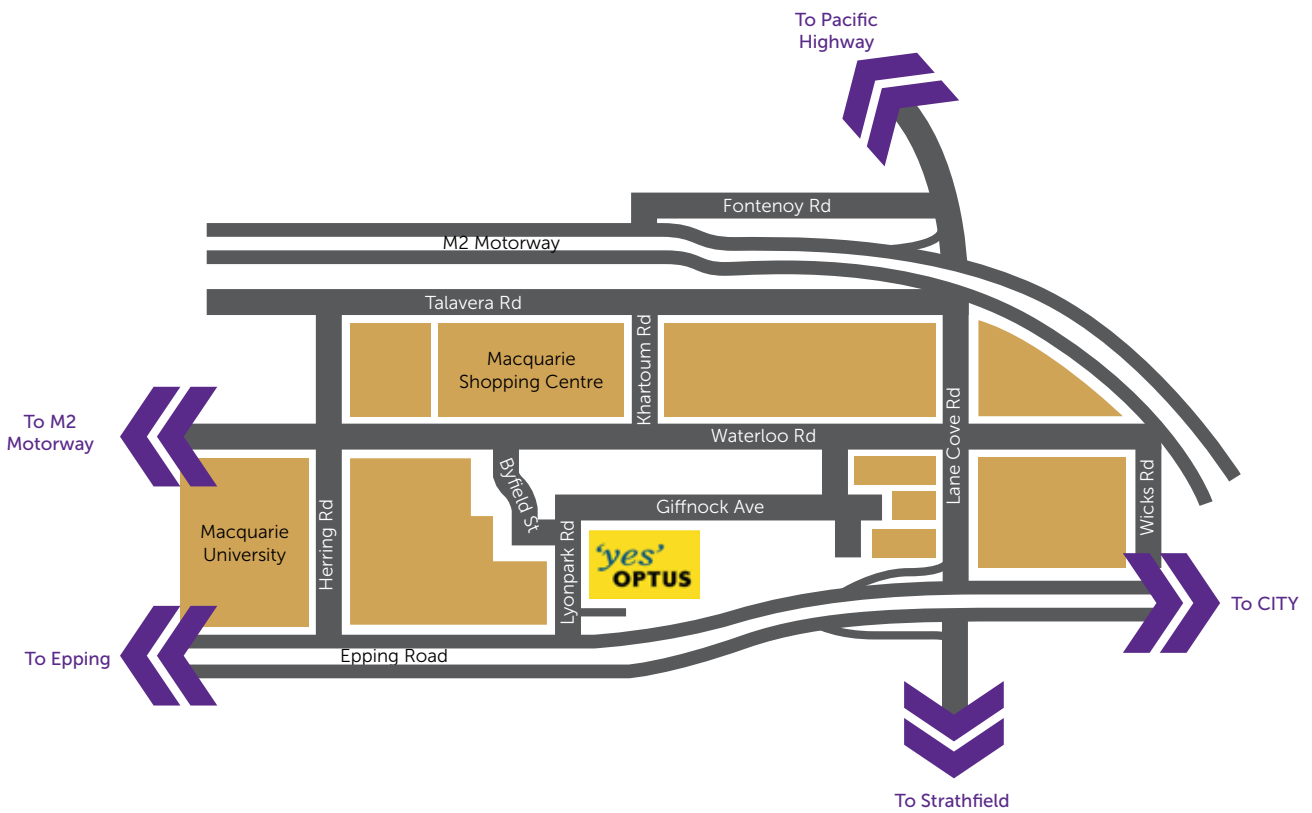 To Pacific
Highway
Fontenoy Rd
M2 Motorway
Talavera Rd
Macquarie
Shopping Centre
Khartoum Rd
Lane Cove Rd
To M2
Motorway
Waterloo Rd
Byfield St
Giffnock Ave
Wicks Rd
Macquarie
University
Herring Rd
Lyonpark Rd
'yes'
OPTUS
To CITY
To Epping
Epping Road
To Strathfield